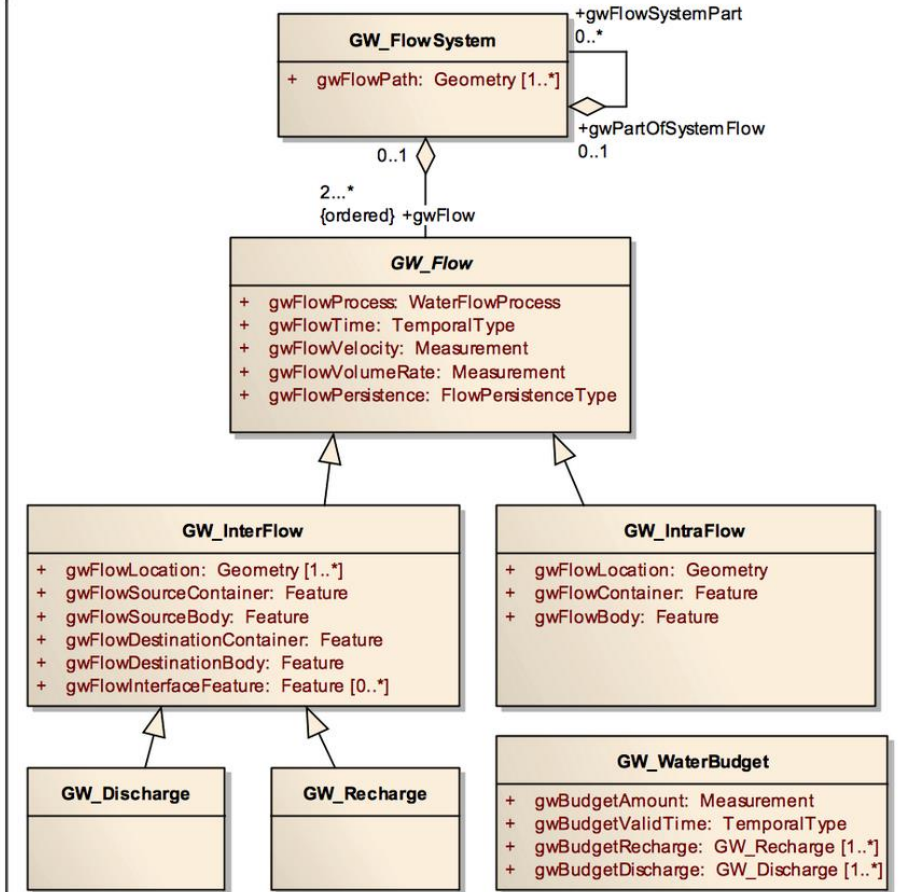 +gwFlowSystemPart
0..*
GW_FlowSystem
+ gwFlowPath: Geometry [1..*]
+gwPartOfSystemFlow
0..1
0..1
2...*
{ordered} +gwFlow
GW_Flow
+ gwFlowProcess: WaterFlowProcess
+ gwFlowTime: TemporalType
+ gwFlowVelocity: Measurement
+ gwFlowVolumeRate: Measurement
+ gwFlowPersistence: FlowPersistenceType
GW_InterFlow
+ gwFlowLocation: Geometry [1..*]
+ gwFlowSourceContainer: Feature
+ gwFlowSourceBody: Feature
+ gwFlowDestinationContainer: Feature
+ gwFlowDestinationBody: Feature
+ gwFlowInterfaceFeature: Feature [0..*]
GW_IntraFlow
+ gwFlowLocation: Geometry
+ gwFlowContainer: Feature
+ gwFlowBody: Feature
GW_Discharge
GW_Recharge
GW_WaterBudget
+ gwBudgetAmount: Measurement
+ gwBudgetValidTime: TemporalType
+ gwBudgetRecharge: GW_Recharge [1..*]
+ gwBudgetDischarge: GW_Discharge [1..*]